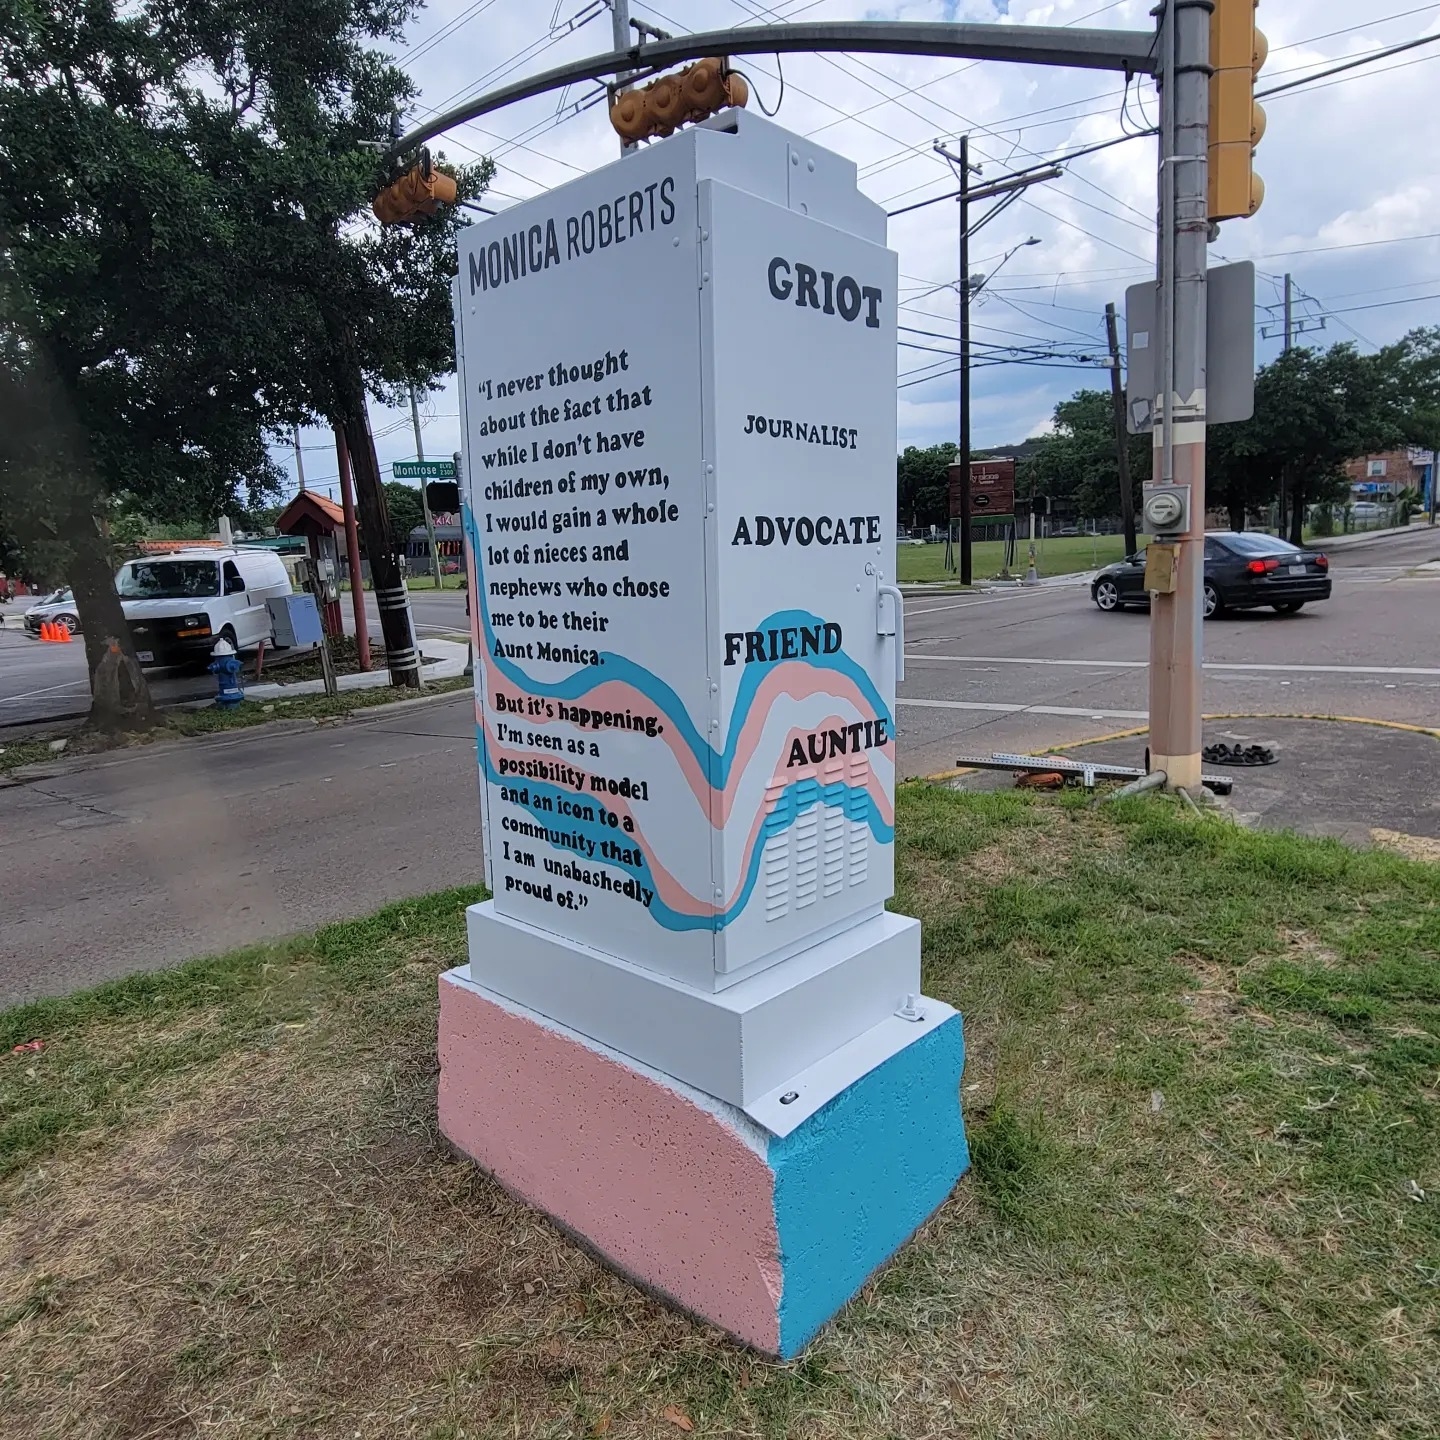 MONICA ROBERTS
"I never thought
about the fact that
while I don't have
children of my own,
I would gain a whole
lot of nieces and
nephews who chose
me to be their
Aunt Monica.
But it's happening,
I'm seen as a
possibility model
and an icon to a
community that
I am unabashedly
proud of."
GRIOT
JOURNALIST
ADVOCATE
FRIEND
AUNTIE
Montrose BLVD
2300